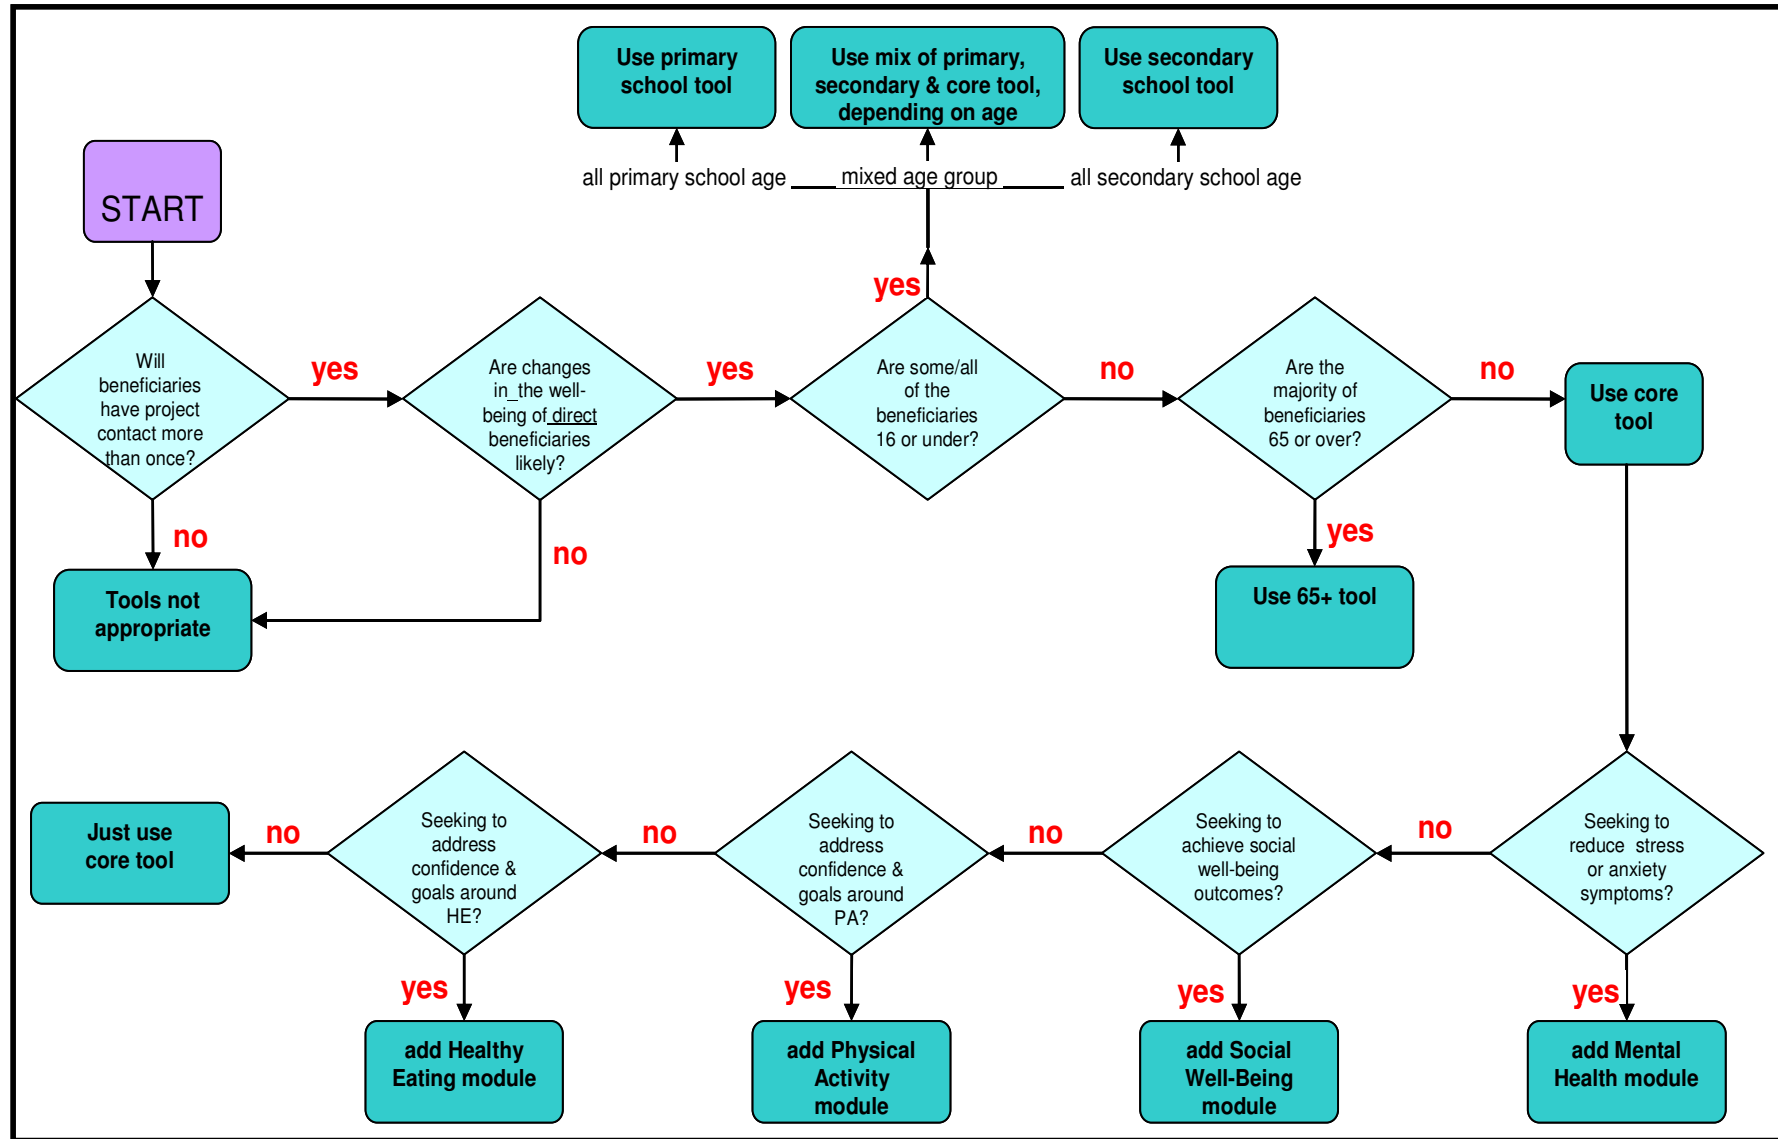 Use primary
school tool
Use mix of primary,
secondary & core tool,
depending on age
Use secondary
school tool
all primary school age
mixed age group
all secondary school age
START
yes
Will
beneficiaries
have project
contact more
than once?
yes
Are changes
in the well-
being of direct
beneficiaries
likely?
yes
Are some/all
of the
beneficiaries
16 or under?
no
Are the
majority of
beneficiaries
65 or over?
no
Use core
tool
no
no
yes
Tools not
appropriate
Use 65+ tool
Just use
core tool
no
Seeking to
address
confidence &
goals around
HE?
no
Seeking to
address
confidence &
goals around
PA?
no
Seeking to
achieve social
well-being
outcomes?
no
Seeking to
reduce stress
or anxiety
symptoms?
yes
yes
yes
yes
add Healthy
Eating module
add Physical
Activity
module
add Social
Well-Being
module
add Mental
Health module